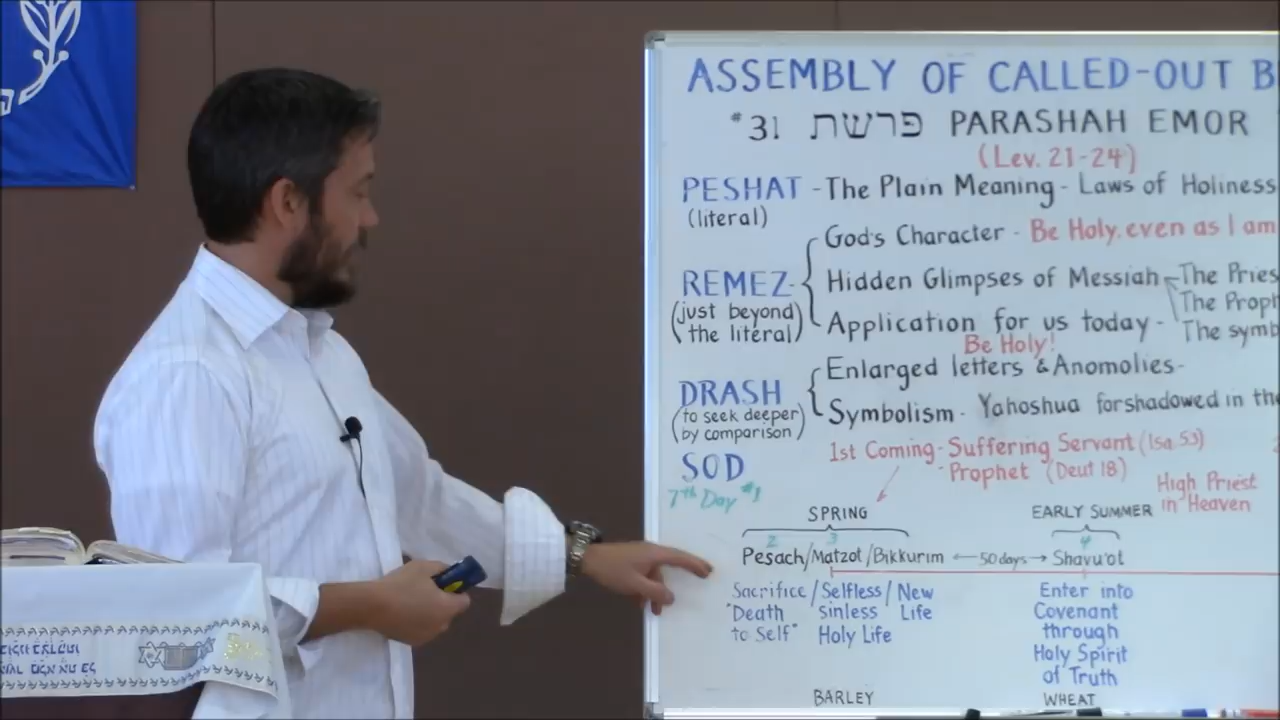 ASSEMBLY OF CALLED-OUT B
#31 פרשת PARASHAH EMOR
(Lev. 21-24)
PESHAT - The Plain Meaning - Laws of Holiness
(literal)
God's Character - Be Holy, even as I am
REMEZ - Hidden Glimpses of Messiah - The Pries
(just beyond the literal)
The Proph
Application for us today - The symb
Be Holy!
DRASH Enlarged letters & Anomolies -
(to seek deeper by comparison)
Symbolism - Yahoshua forshadowed in the
1st Coming - Suffering Servant (Isa. 53)
- Prophet (Deut 18)
SOD
7th Day #1
High Priest
in Heaven
SPRING EARLY SUMMER
2 3 4
Pesach/Matzot/Bikkurim 50 days Shavu'ot
Sacrifice / Selfless / New
"Death sinless Life
to Self" Holy Life
Enter into
Covenant
through
Holy Spirit
of Truth
BARLEY WHEAT